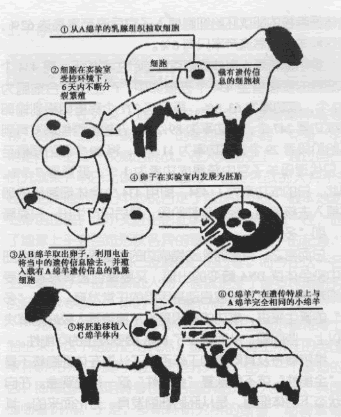 ①从A绵羊的乳腺组织抽取细胞
细胞
载有遗传信
息的细胞核
②细胞在实验室
受控环境下，
6天内不断分
裂繁殖
④卵子在实验室内发展为胚胎
③从B绵羊取出卵子，利用电击
将当中的遗传信息除去，并植
入载有A绵羊遗传信息的乳腺
细胞
⑥C绵羊产在遗传特质上与
A绵羊完全相同的小绵羊
⑤将胚胎移植入
C绵羊体内